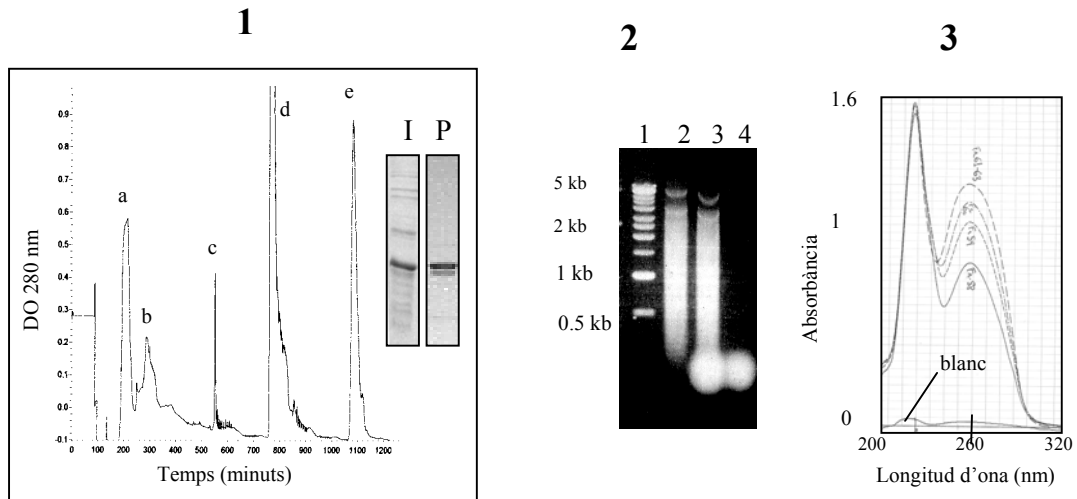 1
2
3
DO 280 nm
0.9
0.8
0.7
0.6
0.5
0.4
0.3
0.2
0.1
0.0
-0.1
0 100 200 300 400 500 600 700 800 900 1000 1100 1200
Temps (minuts)
a
b
c
d
e
I P
1 2 3 4
5 kb
2 kb
1 kb
0.5 kb
Absorbància
1.6
1
0
blanc
200 260 320
Longitud d'ona (nm)